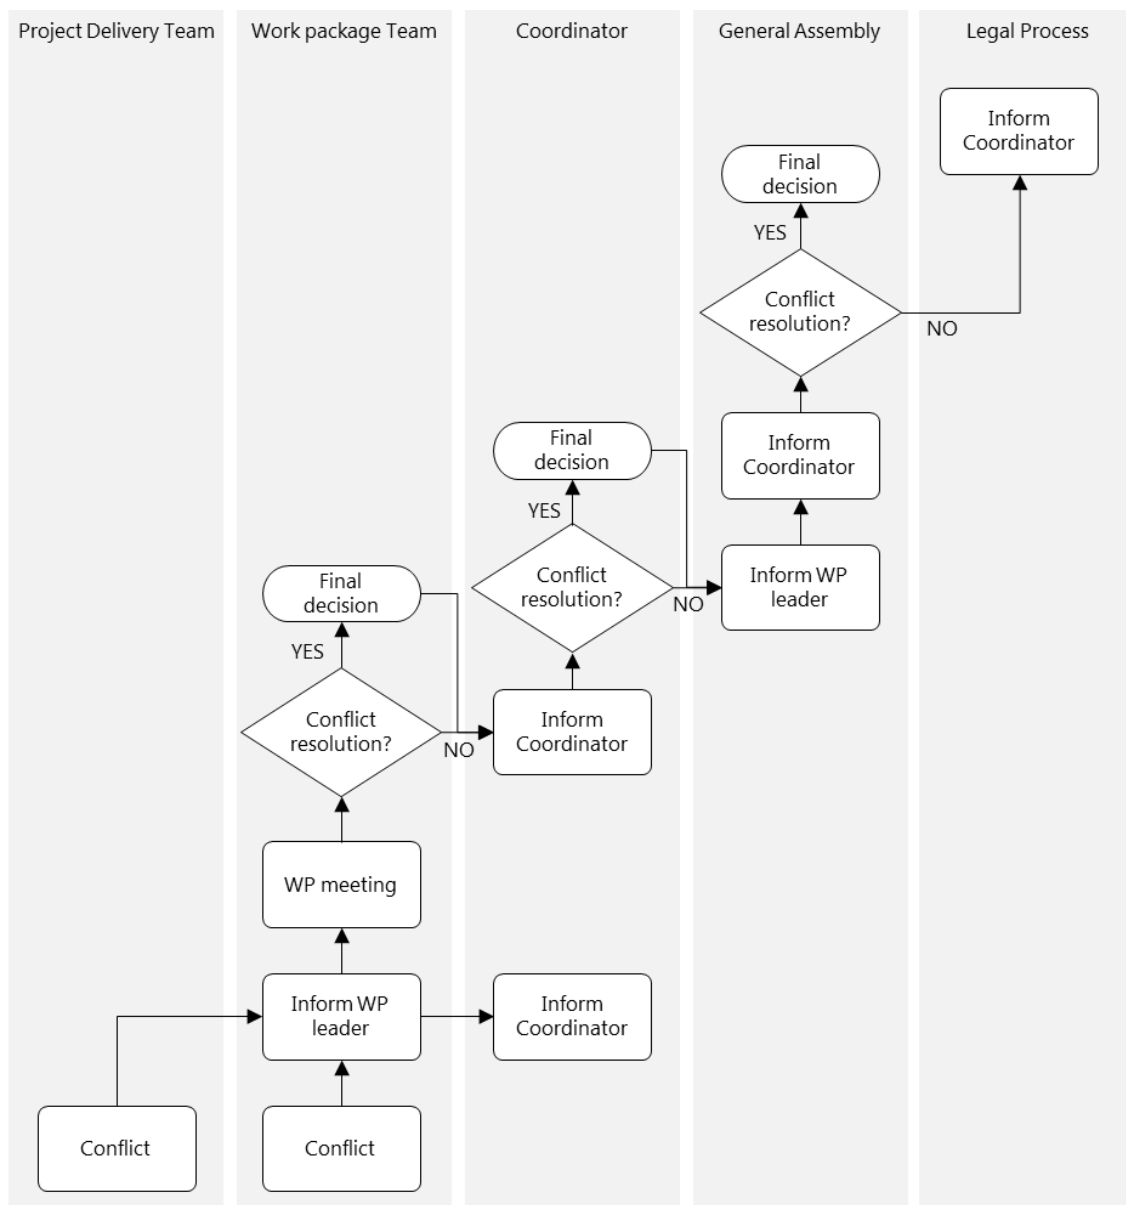 Project Delivery Team
Work package Team
Coordinator
General Assembly
Legal Process
Inform
Coordinator
Final
decision
YES
Conflict
resolution?
NO
Inform
Coordinator
Final
decision
YES
Conflict
resolution?
NO
Inform WP
leader
Final
decision
YES
Conflict
resolution?
NO
Inform
Coordinator
WP meeting
Inform WP
leader
Inform
Coordinator
Conflict
Conflict